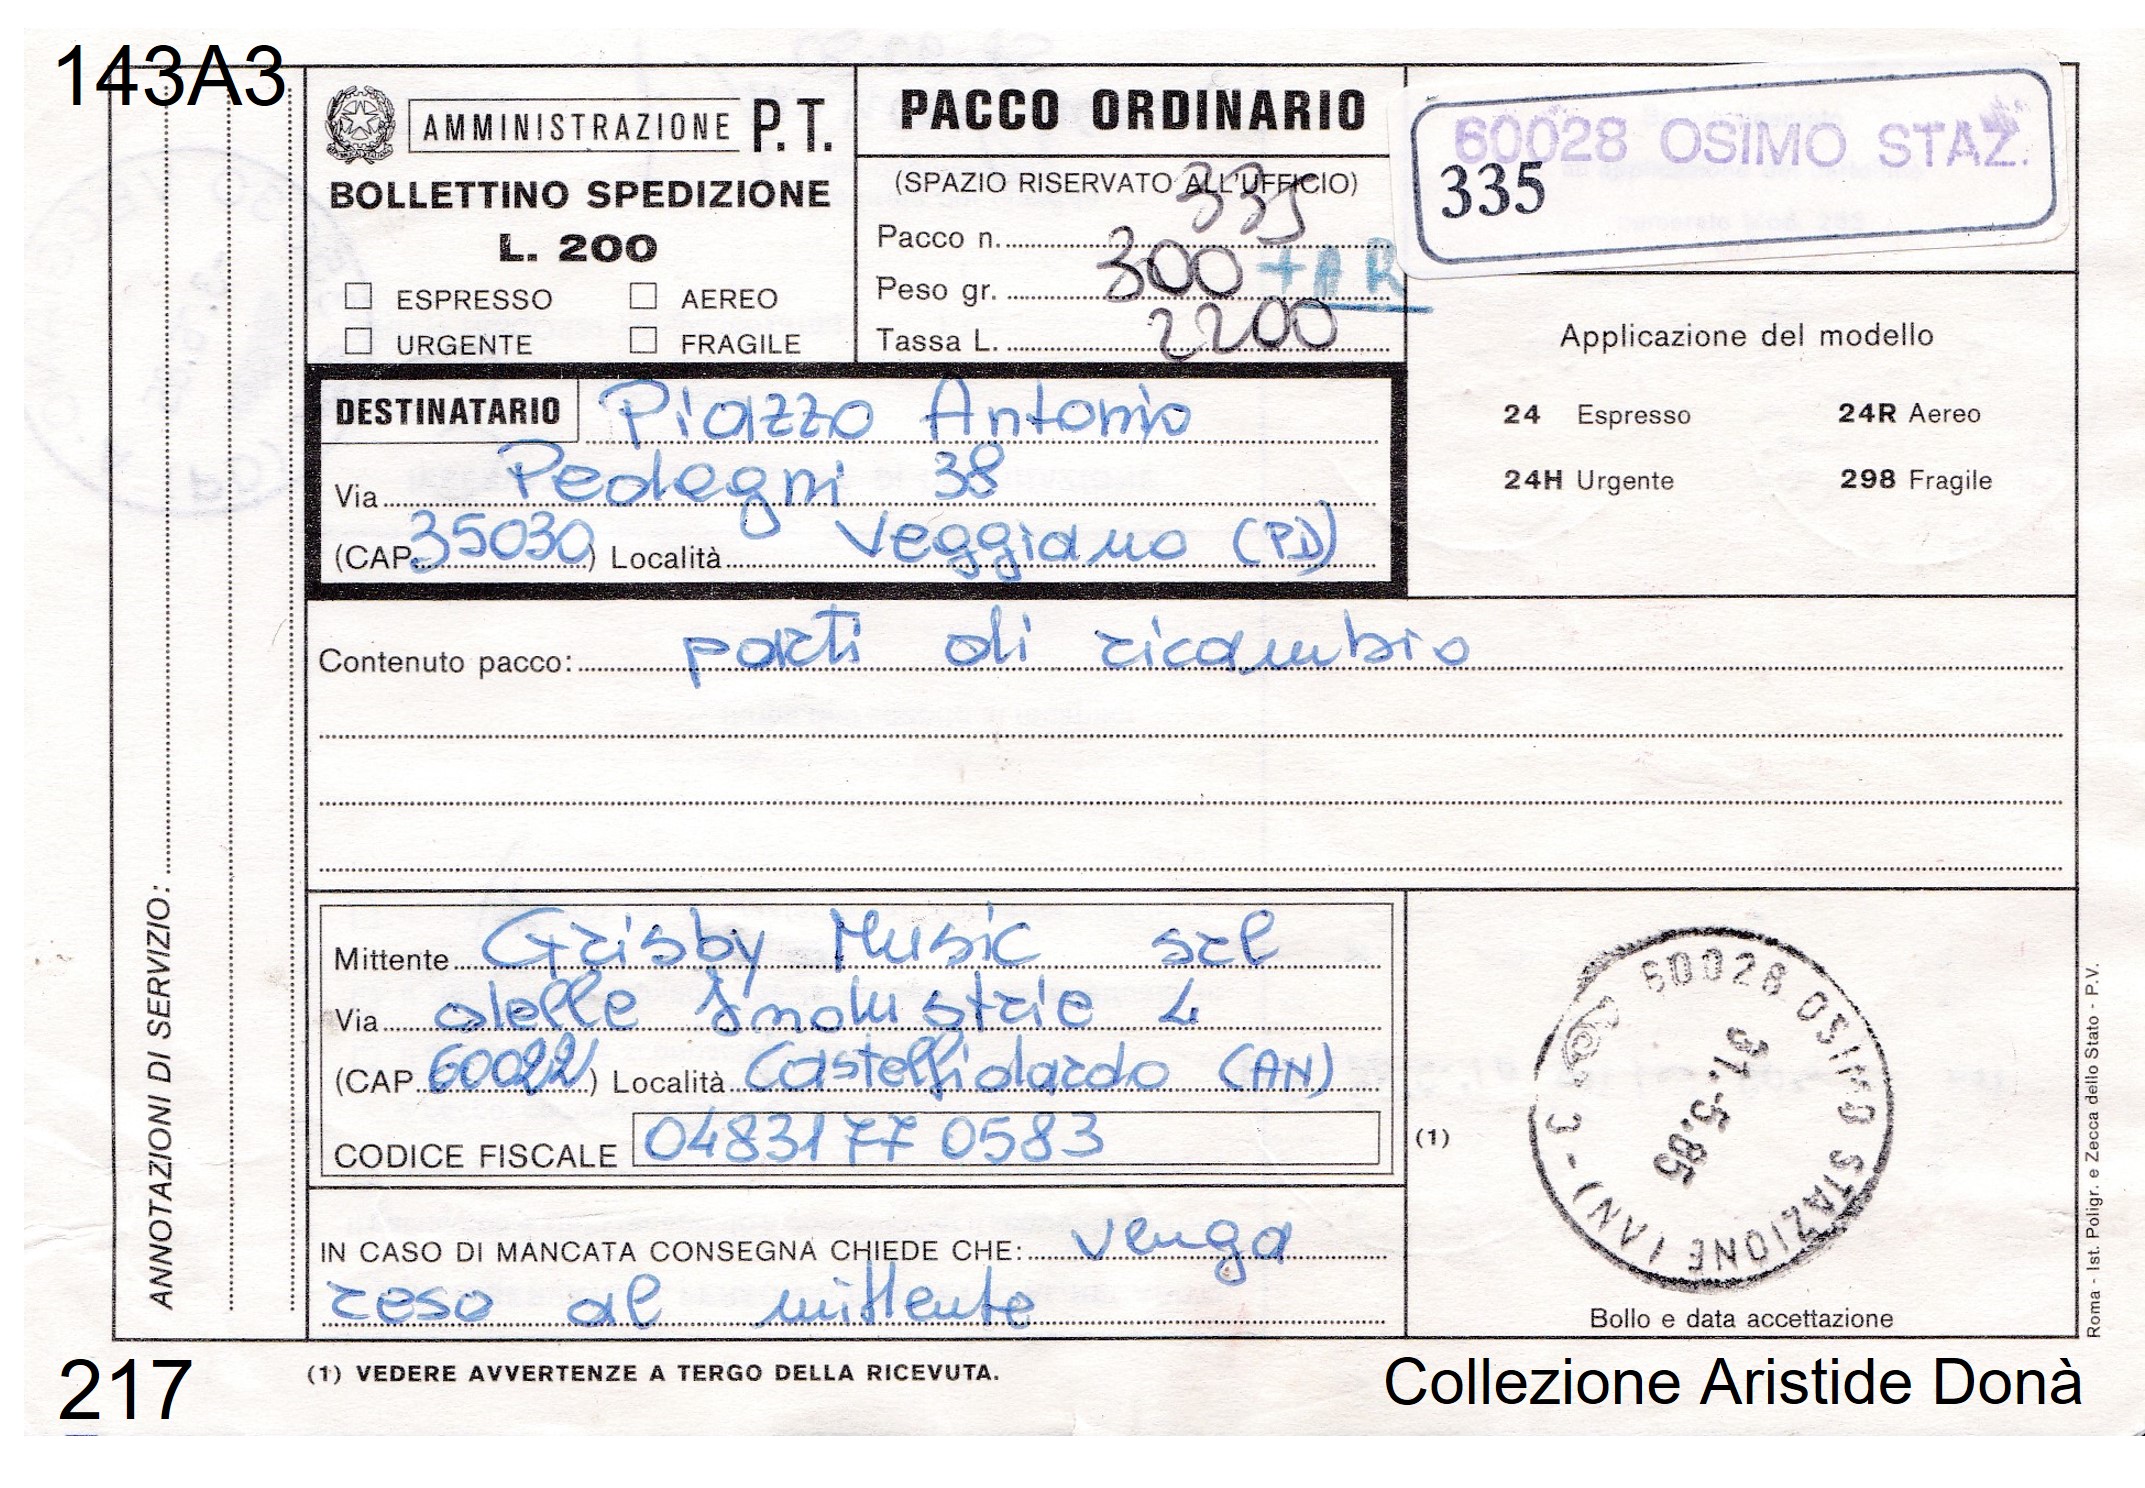 143A3
AMMINISTRAZIONE P.T.
BOLLETTINO SPEDIZIONE
L. 200
ESPRESSO AEREO
URGENTE FRAGILE
PACCO ORDINARIO
(SPAZIO RISERVATO ALL'UFFICIO)
Pacco n. 335
Peso gr. 300 + AR
Tassa L. 2200
60028 OSIMO STAZ.
335
Applicazione del modello
24 Espresso 24R Aereo
24H Urgente 298 Fragile
DESTINATARIO Piazzo Antonio
Via Pedagni 38
(CAP. 35030) Località Veggiano (PD)
Contenuto pacco: parti di ricambio
ANNOTAZIONI DI SERVIZIO:
Mittente Grisby Music srl
Via delle Industrie 4
(CAP 60022) Località Castelfidardo (AN)
CODICE FISCALE 0483177 0583
IN CASO DI MANCATA CONSEGNA CHIEDE CHE: venga
reso al mittente
(1)
60028 OSIMO STAZIONE (AN) - 3
31.-5.85
Bollo e data accettazione
Roma - Ist. Poligr. e Zecca dello Stato - P.V.
(1) VEDERE AVVERTENZE A TERGO DELLA RICEVUTA.
217
Collezione Aristide Donà